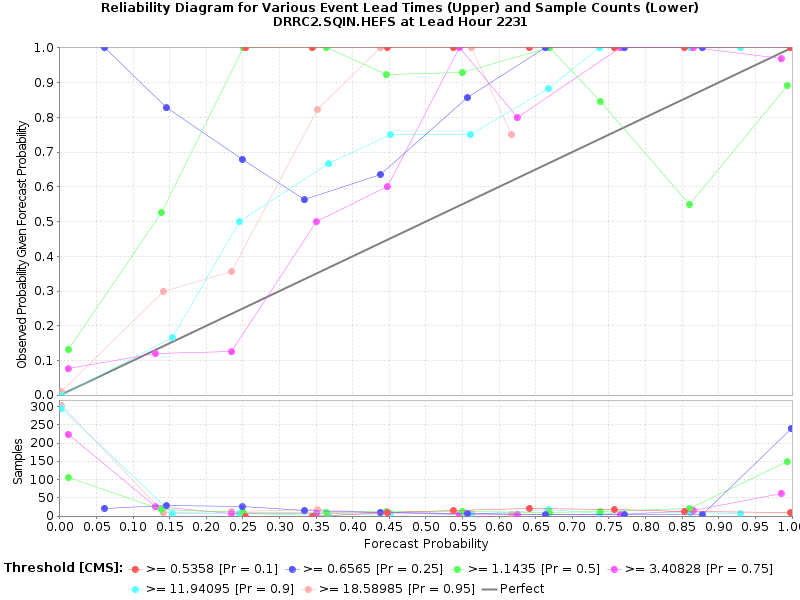 Reliability Diagram for Various Event Lead Times (Upper) and Sample Counts (Lower)
DRRC2.SQIN.HEFS at Lead Hour 2231
Observed Probability Given Forecast Probability
1.0
0.9
0.8
0.7
0.6
0.5
0.4
0.3
0.2
0.1
0.0
Samples
300
250
200
150
100
50
0
0.00 0.05 0.10 0.15 0.20 0.25 0.30 0.35 0.40 0.45 0.50 0.55 0.60 0.65 0.70 0.75 0.80 0.85 0.90 0.95 1.0
Forecast Probability
Threshold [CMS]: >= 0.5358 [Pr = 0.1] >= 0.6565 [Pr = 0.25] >= 1.1435 [Pr = 0.5] >= 3.40828 [Pr = 0.75]
>= 11.94095 [Pr = 0.9] >= 18.58985 [Pr = 0.95] Perfect